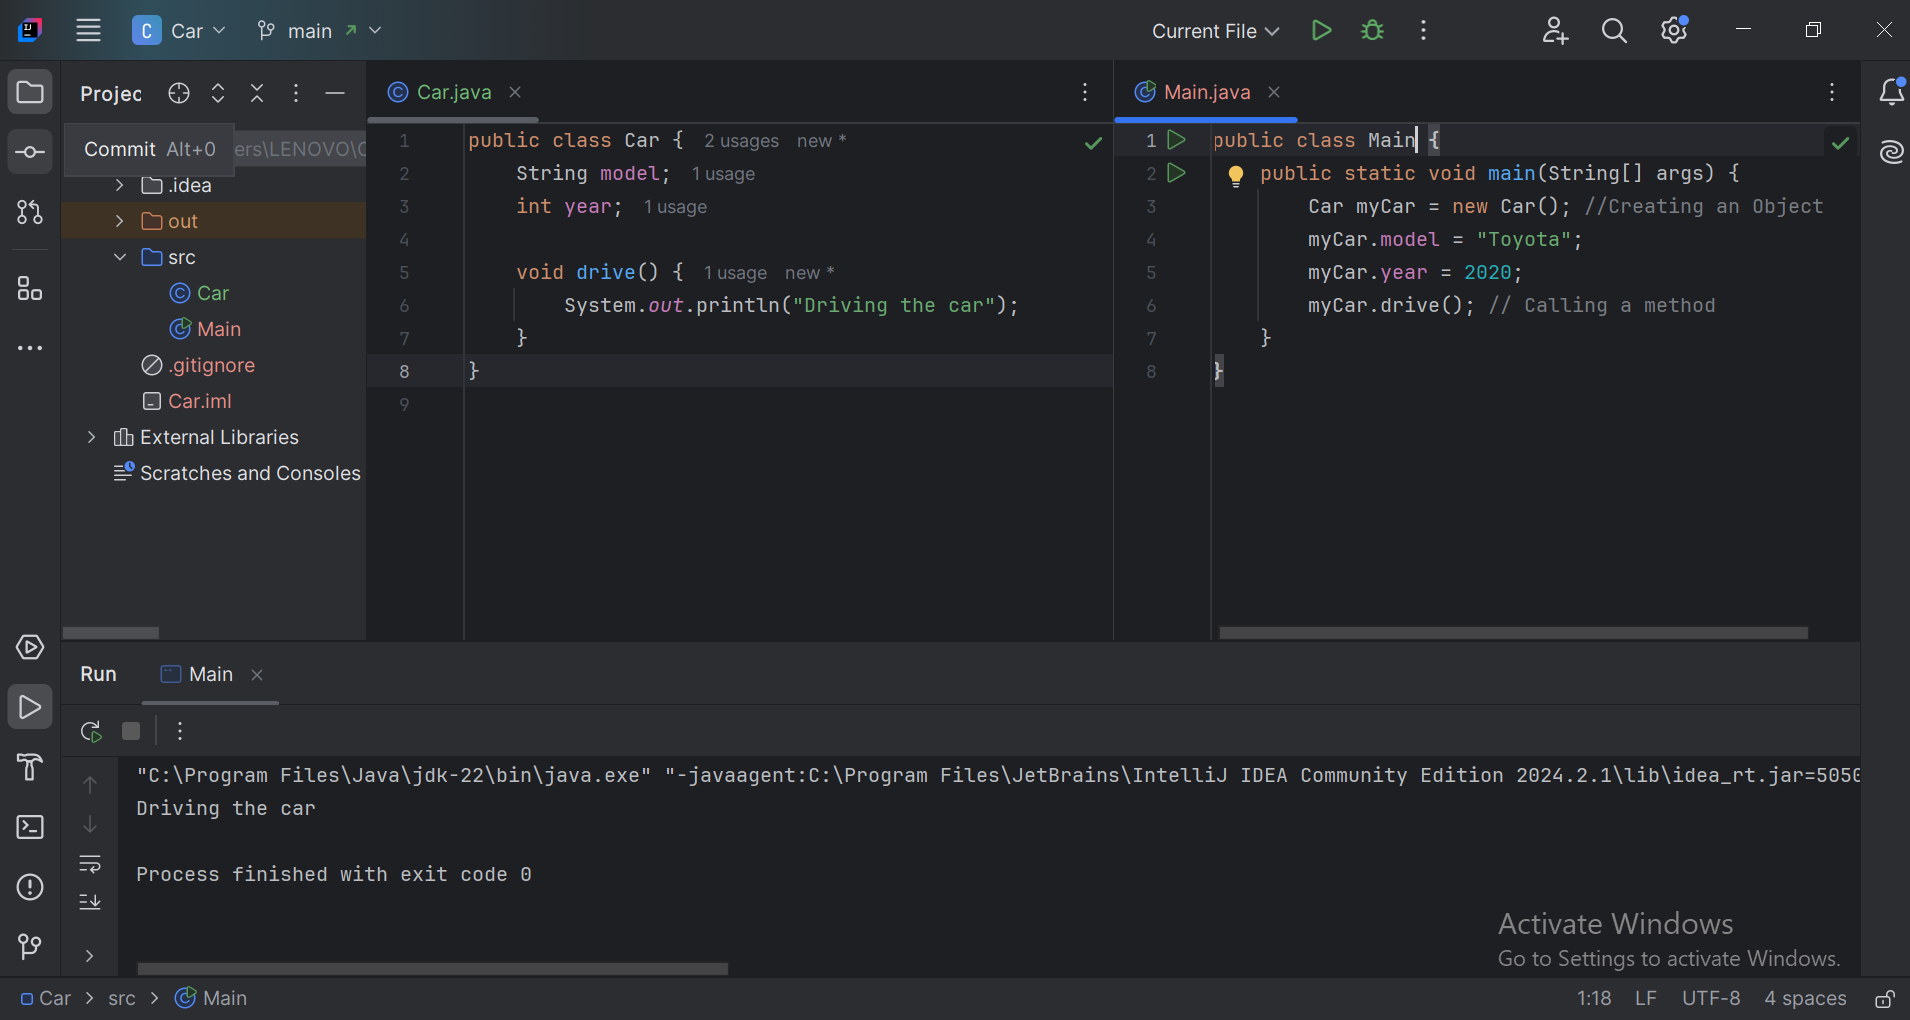 C Car main Current File
Projec
Commit Alt+0 ers\LENOVO\C
.idea
out
src
Car
Main
.gitignore
Car.iml
External Libraries
Scratches and Consoles
Car.java
1 public class Car { 2 usages new *
2 String model; 1 usage
3 int year; 1 usage
4
5 void drive() { 1 usage new *
6 System.out.println("Driving the car");
7 }
8 }
9
Main.java
1 public class Main {
2 public static void main(String[] args) {
3 Car myCar = new Car(); //Creating an Object
4 myCar.model = "Toyota";
5 myCar.year = 2020;
6 myCar.drive(); // Calling a method
7 }
8 }
Run Main
"C:\Program Files\Java\jdk-22\bin\java.exe" "-javaagent:C:\Program Files\JetBrains\IntelliJ IDEA Community Edition 2024.2.1\lib\idea_rt.jar=5050
Driving the car
Process finished with exit code 0
Activate Windows
Go to Settings to activate Windows.
Car > src > Main 1:18 LF UTF-8 4 spaces